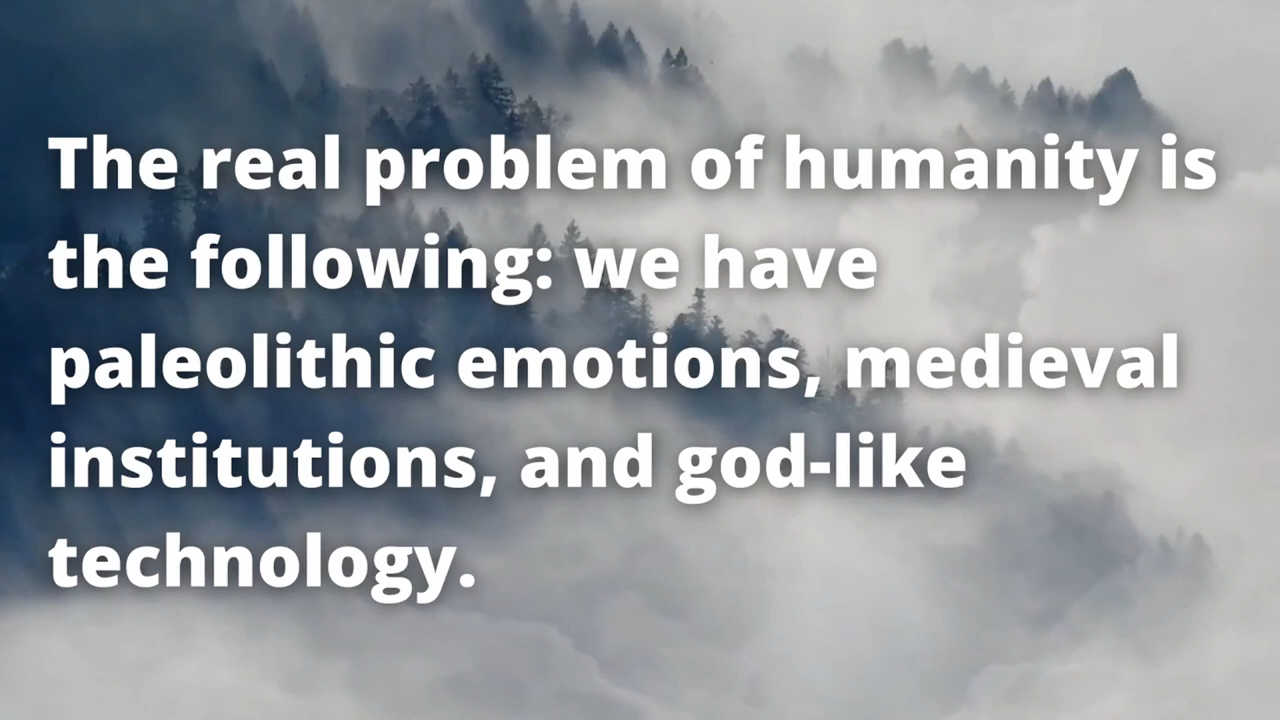 The real problem of humanity is
the following: we have
paleolithic emotions, medieval
institutions, and god-like
technology.